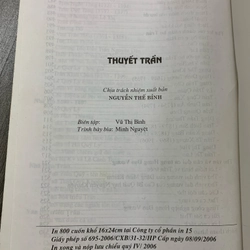 THUYẾT TRẦN
Chịu trách nhiệm xuất bản
NGUYỄN THẾ BÌNH
Biên tập: Vũ Thị Bình
Trình bày bìa: Minh Nguyệt
In 800 cuốn khổ 16x24cm tại Công ty cổ phần in 15
Giấy phép số 695-2006/CXB/31-32/HP Cấp ngày 08/09/2006
In xong và nộp lưu chiểu quý IV/ 2006